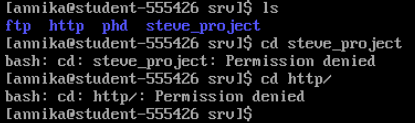 [annika@student-555426 srv]$ ls
ftp  http  phd  steve_project
[annika@student-555426 srv]$ cd steve_project
bash: cd: steve_project: Permission denied
[annika@student-555426 srv]$ cd http/
bash: cd: http/: Permission denied
[annika@student-555426 srv]$